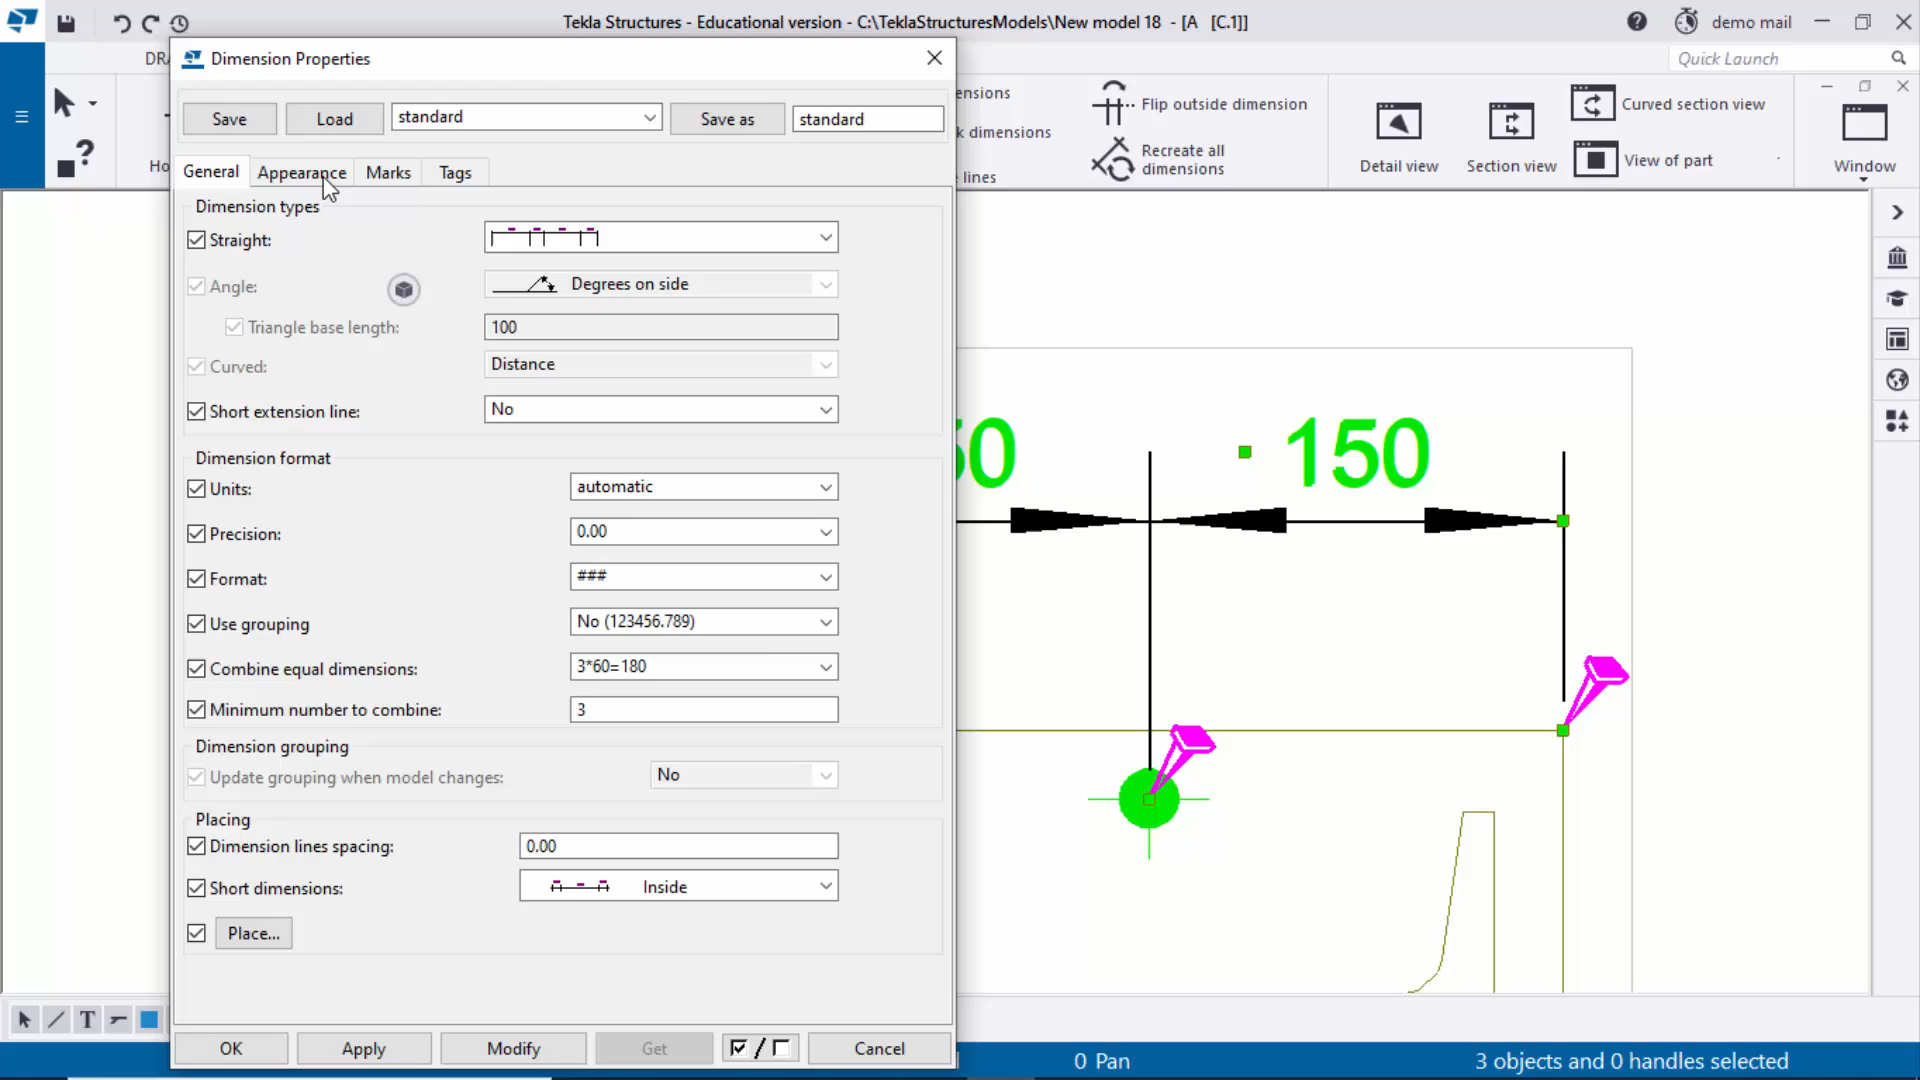 Tekla Structures - Educational version - C:\TeklaStructuresModels\New model 18 - [A [C.1]]
demo mail
DRA
Dimension Properties
Quick Launch
Save
Load
standard
Save as
standard
Ho
ensions
k dimensions
lines
Flip outside dimension
Recreate all
dimensions
Detail view
Section view
Curved section view
View of part
Window
General
Appearance
Marks
Tags
Dimension types
Straight:
Angle:
Degrees on side
Triangle base length:
100
Curved:
Distance
Short extension line:
No
Dimension format
Units:
automatic
Precision:
0.00
Format:
###
Use grouping
No (123456.789)
Combine equal dimensions:
3*60=180
Minimum number to combine:
3
Dimension grouping
Update grouping when model changes:
No
Placing
Dimension lines spacing:
0.00
Short dimensions:
Inside
Place...
50
150
OK
Apply
Modify
Get
/
Cancel
0 Pan
3 objects and 0 handles selected